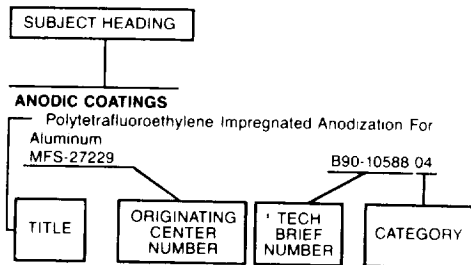 SUBJECT HEADING
ANODIC COATINGS
Polytetrafluoroethylene Impregnated Anodization For
Aluminum
MFS-27229 B90-10588 04
TITLE
ORIGINATING
CENTER
NUMBER
TECH
BRIEF
NUMBER
CATEGORY